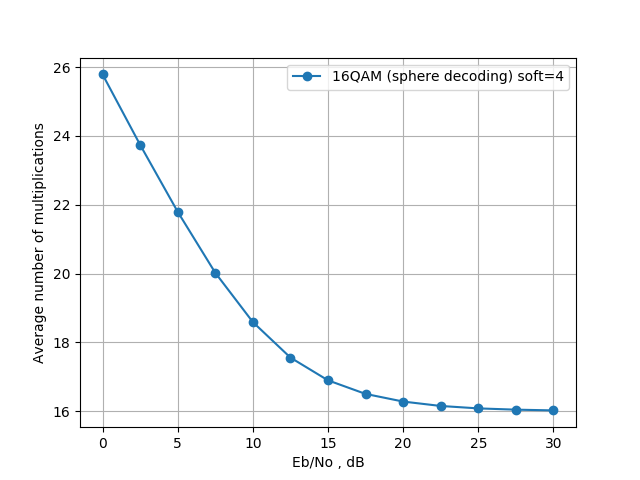 16QAM (sphere decoding) soft=4
26
24
22
20
18
16
Average number of multiplications
0 5 10 15 20 25 30
Eb/No , dB